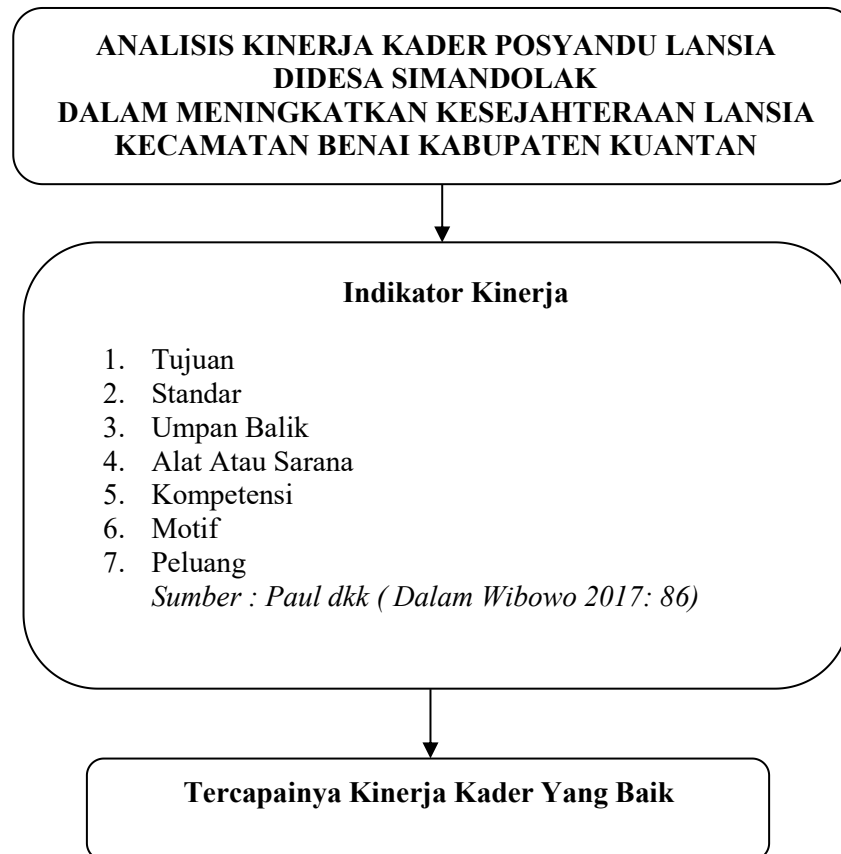 ANALISIS KINERJA KADER POSYANDU LANSIA
DIDESA SIMANDOLAK
DALAM MENINGKATKAN KESEJAHTERAAN LANSIA
KECAMATAN BENAI KABUPATEN KUANTAN
Indikator Kinerja
1. Tujuan
2. Standar
3. Umpan Balik
4. Alat Atau Sarana
5. Kompetensi
6. Motif
7. Peluang
Sumber : Paul dkk ( Dalam Wibowo 2017: 86)
Tercapainya Kinerja Kader Yang Baik